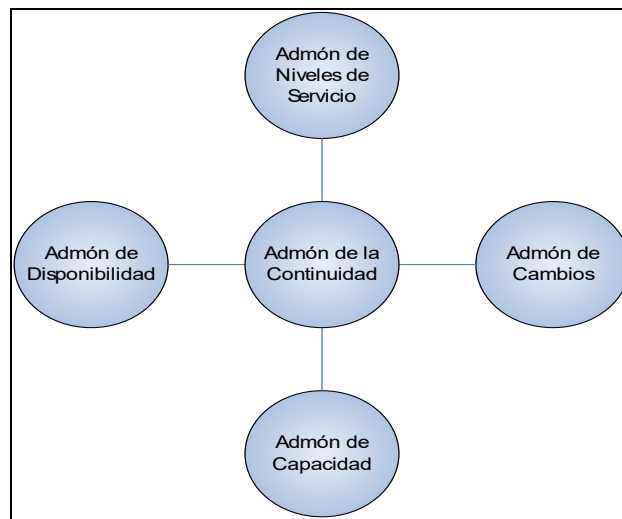 Admón de
Niveles de
Servicio
Admón de
Disponibilidad
Admón de la
Continuidad
Admón de
Cambios
Admón de
Capacidad